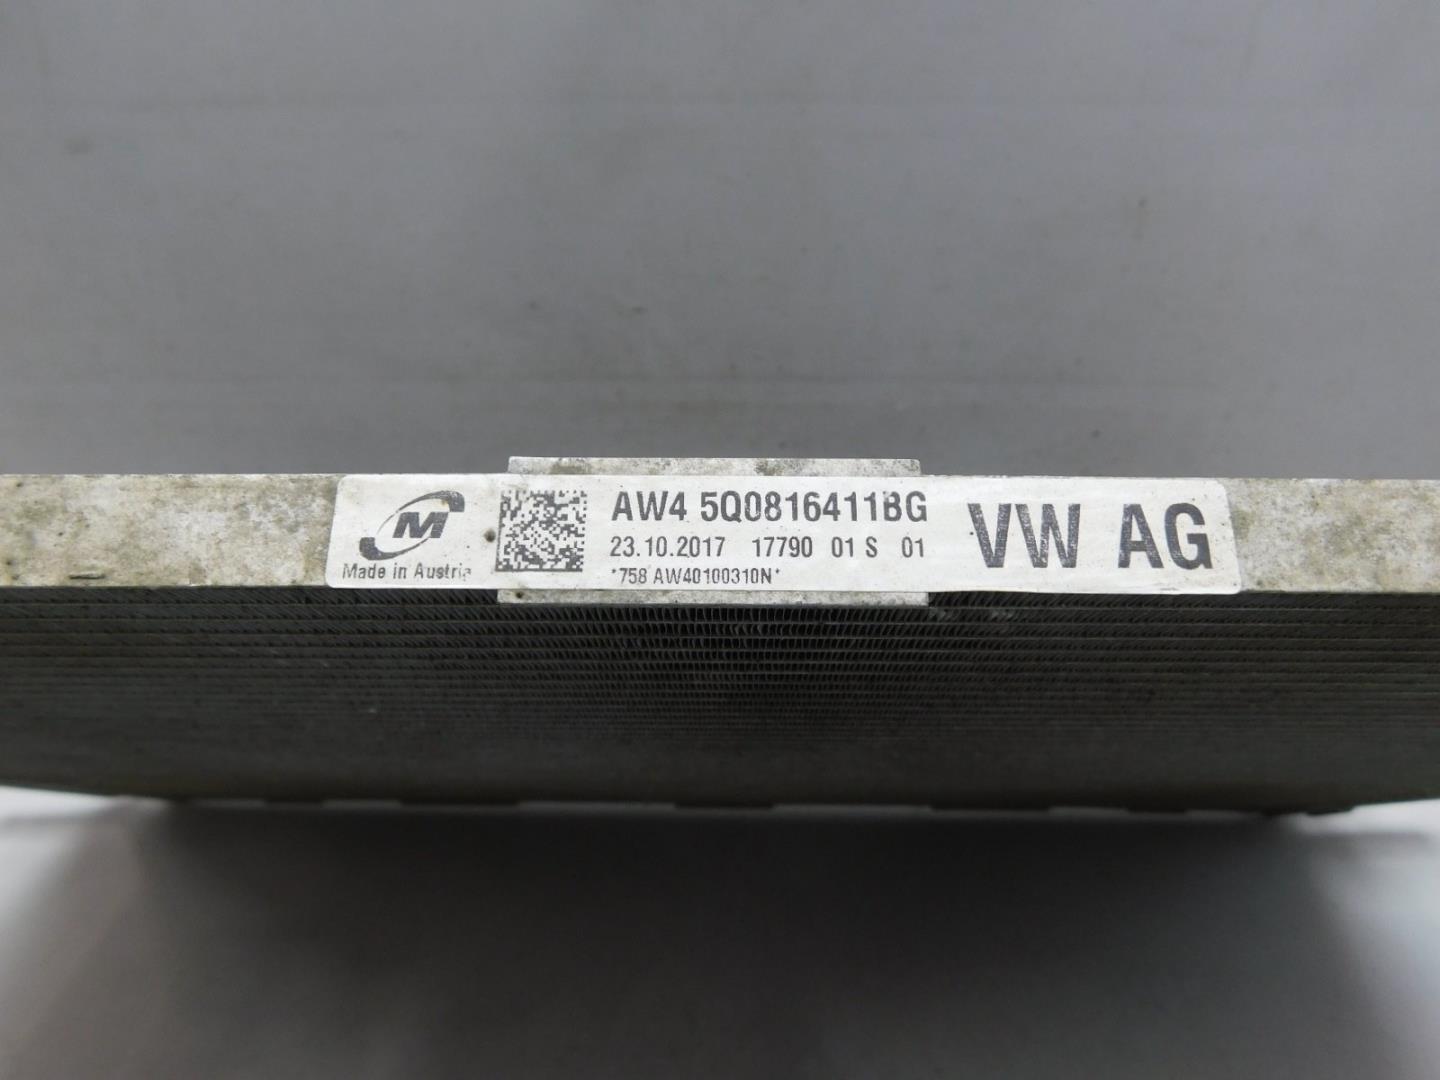 M
Made in Austria
AW4 5Q0816411BG
23.10.2017 17790 01 S 01
*758 AW40100310N*
VW AG